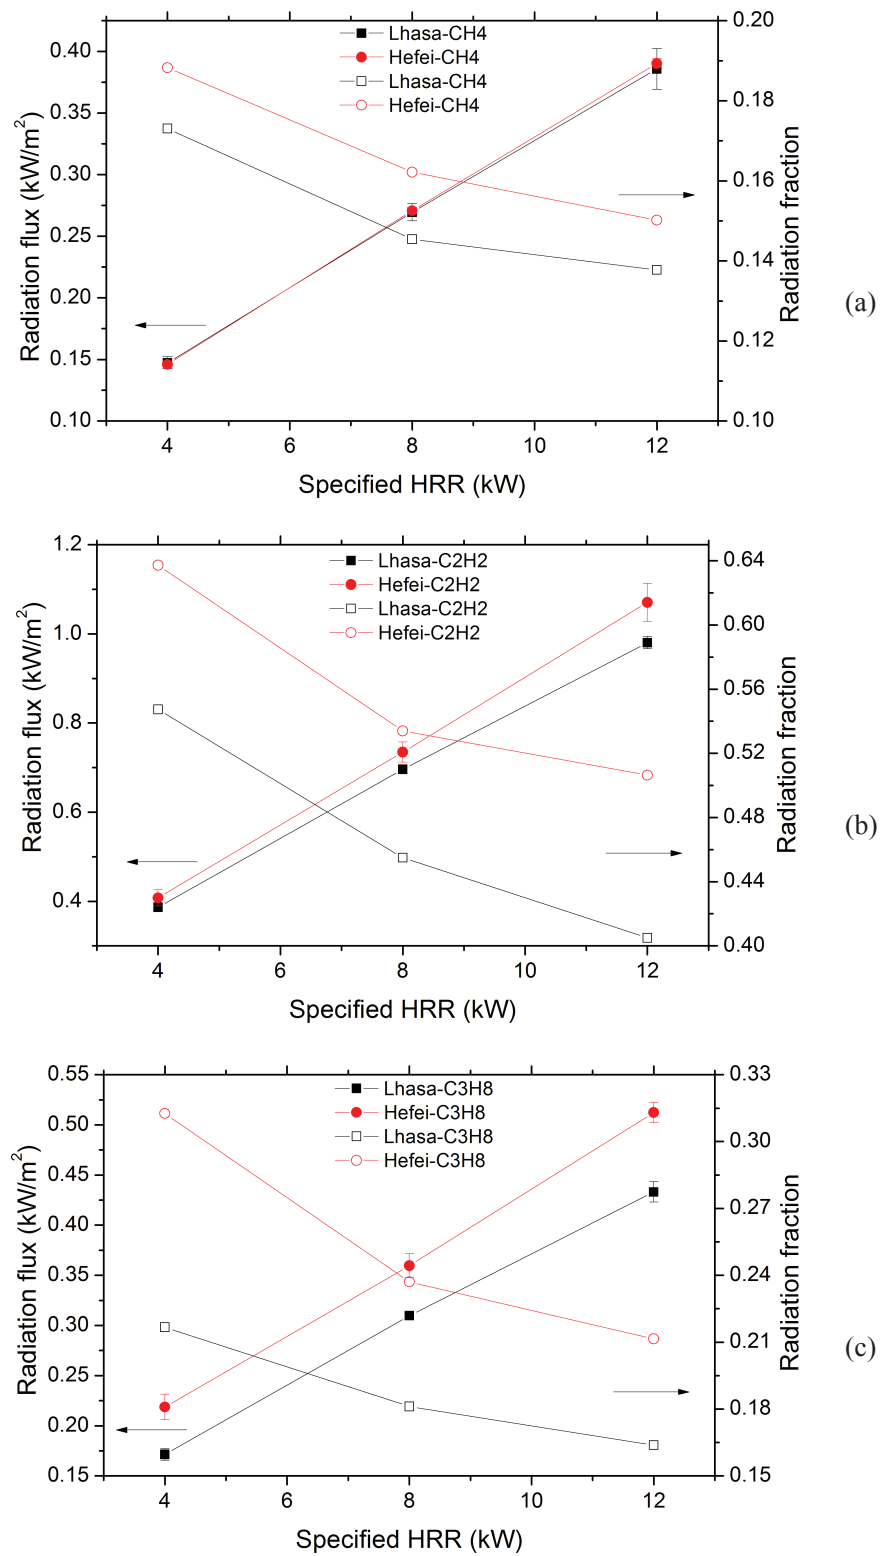 0.40
0.35
0.30
0.25
0.20
0.15
0.10
Radiation flux (kW/m²)
Lhasa-CH4
Hefei-CH4
Lhasa-CH4
Hefei-CH4
0.20
0.18
0.16
0.14
0.12
0.10
Radiation fraction
(a)
4 6 8 10 12
Specified HRR (kW)
1.2
1.0
0.8
0.6
0.4
Radiation flux (kW/m²)
Lhasa-C2H2
Hefei-C2H2
Lhasa-C2H2
Hefei-C2H2
0.64
0.60
0.56
0.52
0.48
0.44
0.40
Radiation fraction
(b)
4 6 8 10 12
Specified HRR (kW)
0.55
0.50
0.45
0.40
0.35
0.30
0.25
0.20
0.15
Radiation flux (kW/m²)
Lhasa-C3H8
Hefei-C3H8
Lhasa-C3H8
Hefei-C3H8
0.33
0.30
0.27
0.24
0.21
0.18
0.15
Radiation fraction
(c)
4 6 8 10 12
Specified HRR (kW)